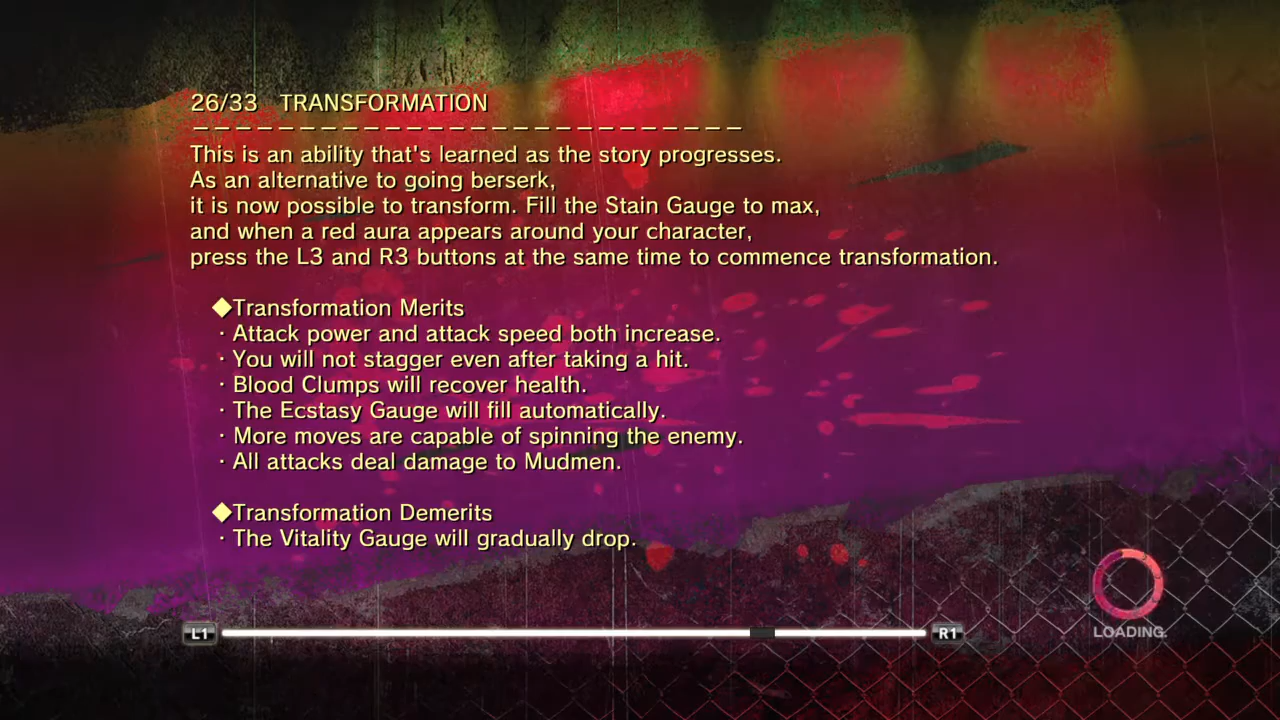 26/33 TRANSFORMATION
– – – – – – – – – – – – – – – – – – – – – – – – – –
This is an ability that's learned as the story progresses.
As an alternative to going berserk,
it is now possible to transform. Fill the Stain Gauge to max,
and when a red aura appears around your character,
press the L3 and R3 buttons at the same time to commence transformation.
◆Transformation Merits
· Attack power and attack speed both increase.
· You will not stagger even after taking a hit.
· Blood Clumps will recover health.
· The Ecstasy Gauge will fill automatically.
· More moves are capable of spinning the enemy.
· All attacks deal damage to Mudmen.
◆Transformation Demerits
· The Vitality Gauge will gradually drop.
L1 R1
LOADING.